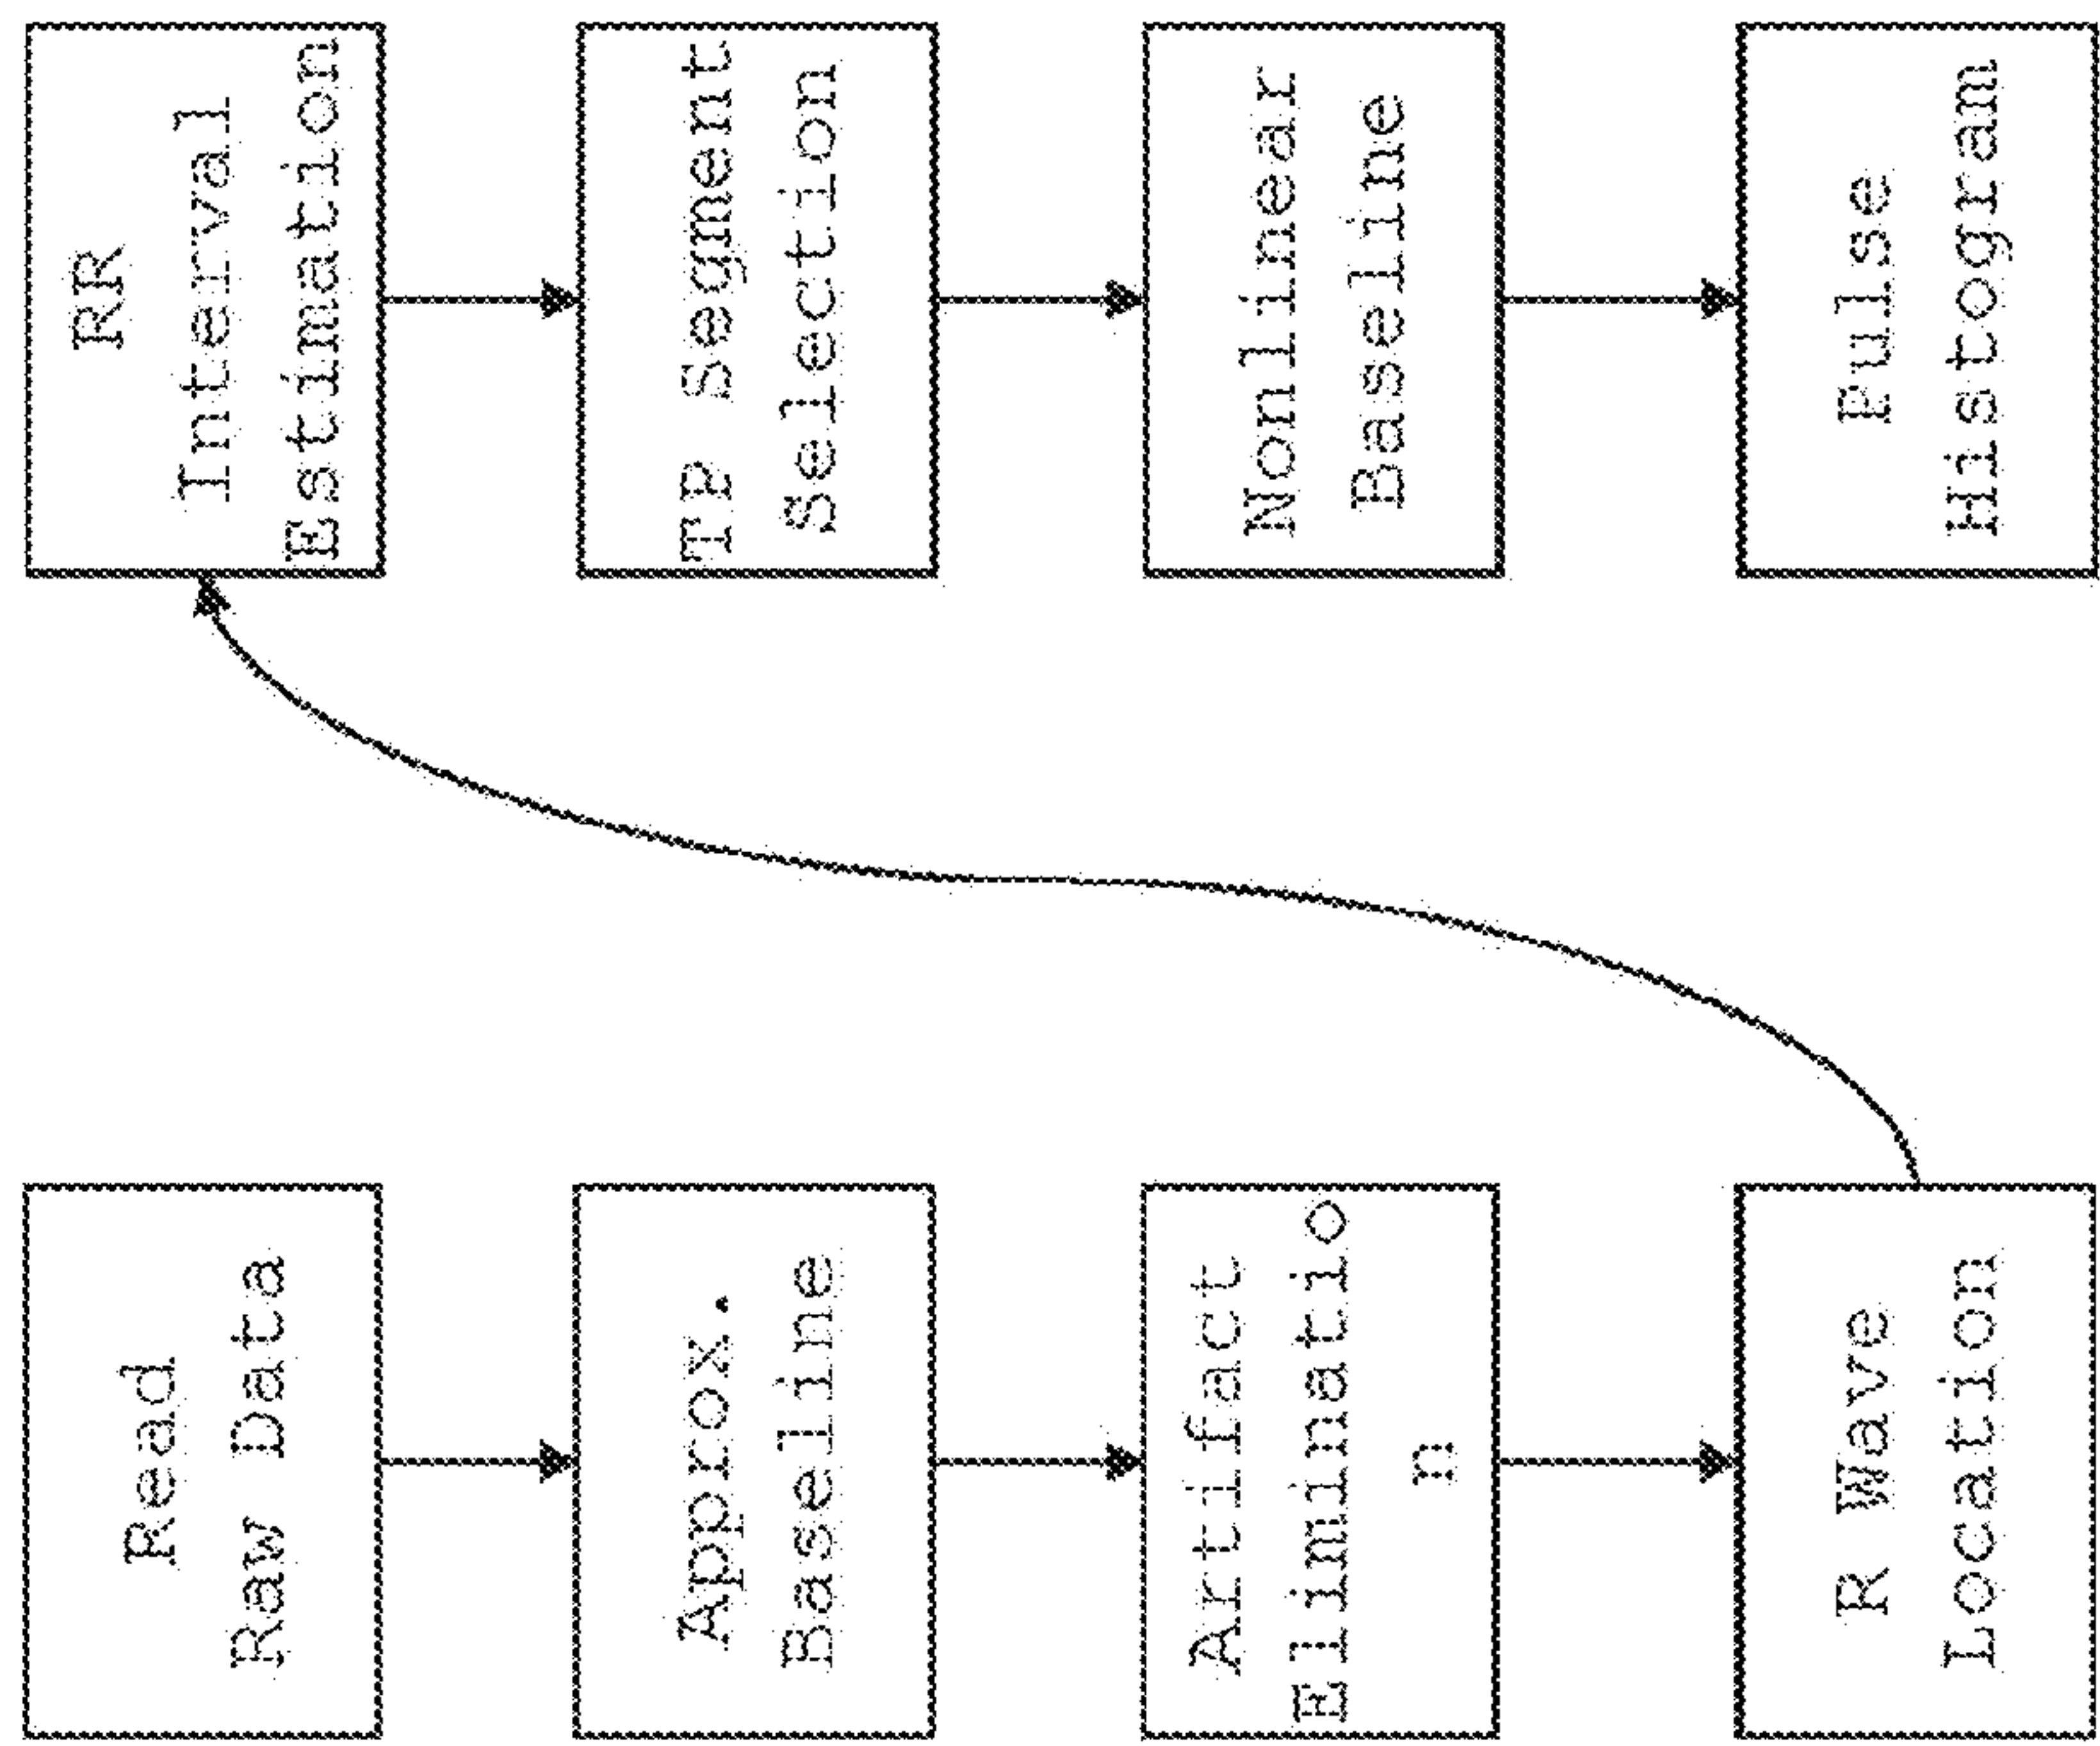 Read
Raw Data
Approx.
Baseline
Artifact
Eliminatio
n
R Wave
Location
RR
Interval
Estimation
TP Segment
Selection
Nonlinear
Baseline
Pulse
Histogram